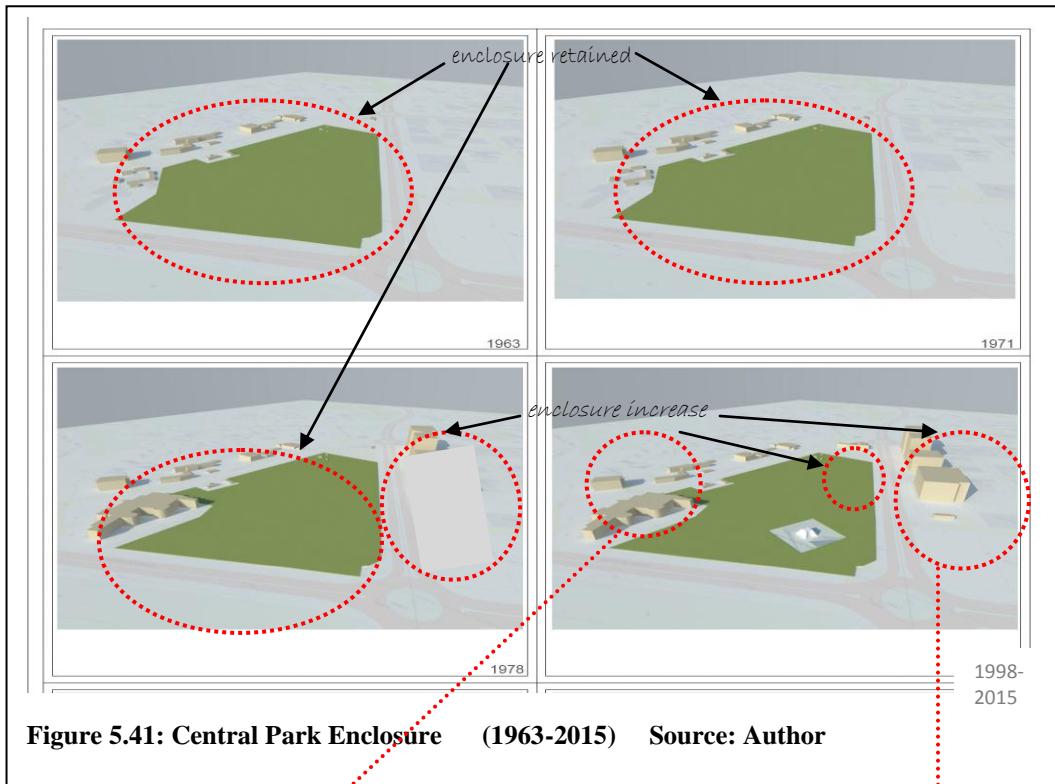 enclosure retained
1963
1971
enclosure increase
1978
1998-
2015
Figure 5.41: Central Park Enclosure (1963-2015) Source: Author